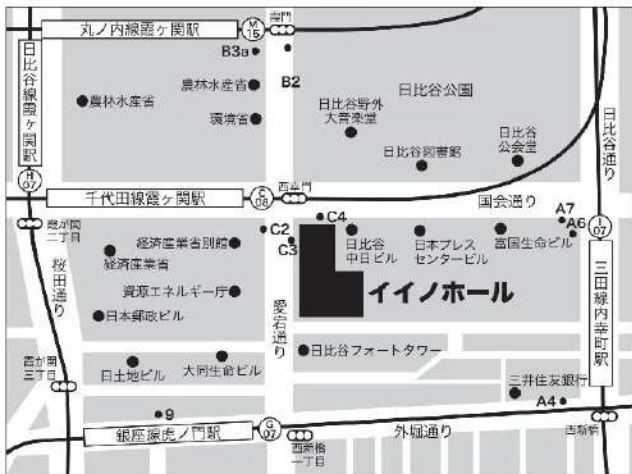 丸ノ内線霞ヶ関駅
M
15
霞門
B3a
B2
日比谷線霞ヶ関駅
農林水産省
農林水産省
環境省
日比谷公園
日比谷野外
大音楽堂
日比谷図書館
日比谷
公会堂
日比谷通り
H
07
千代田線霞ヶ関駅
C
08
西幸門
国会通り
霞が関
二丁目
C2
C3
C4
A7
A6
I
07
経済産業省別館
経済産業省
日比谷
中日ビル
日本プレス
センタービル
富国生命ビル
桜田通り
資源エネルギー庁
愛宕通り
イイノホール
三田線内幸町駅
日本郵政ビル
霞が関
三丁目
日土地ビル
大同生命ビル
日比谷フォートタワー
三井住友銀行
9
A4
銀座線虎ノ門駅
G
07
西新橋
一丁目
外堀通り
西新橋